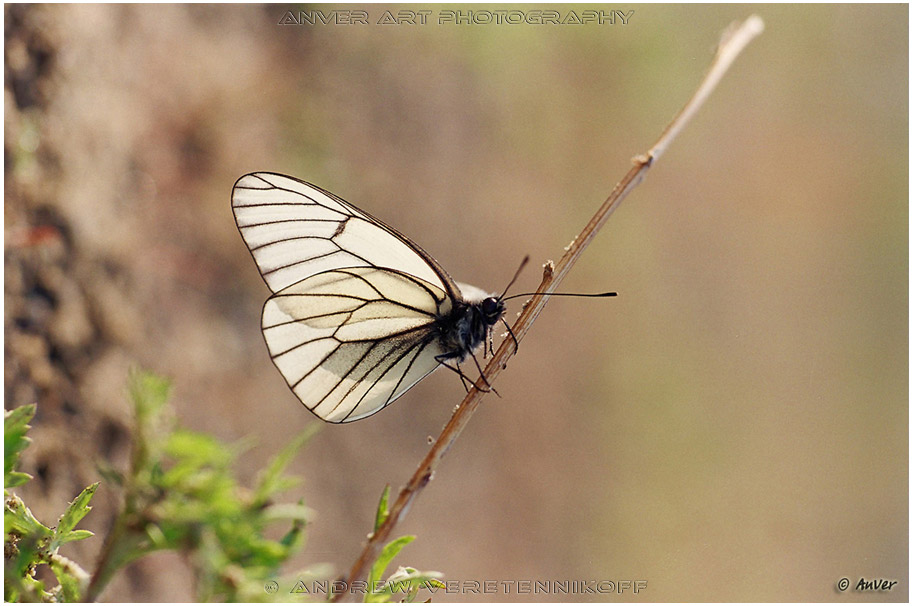 ANVER ART PHOTOGRAPHY
© ANDREW VERETENNIKOFF
© Anver